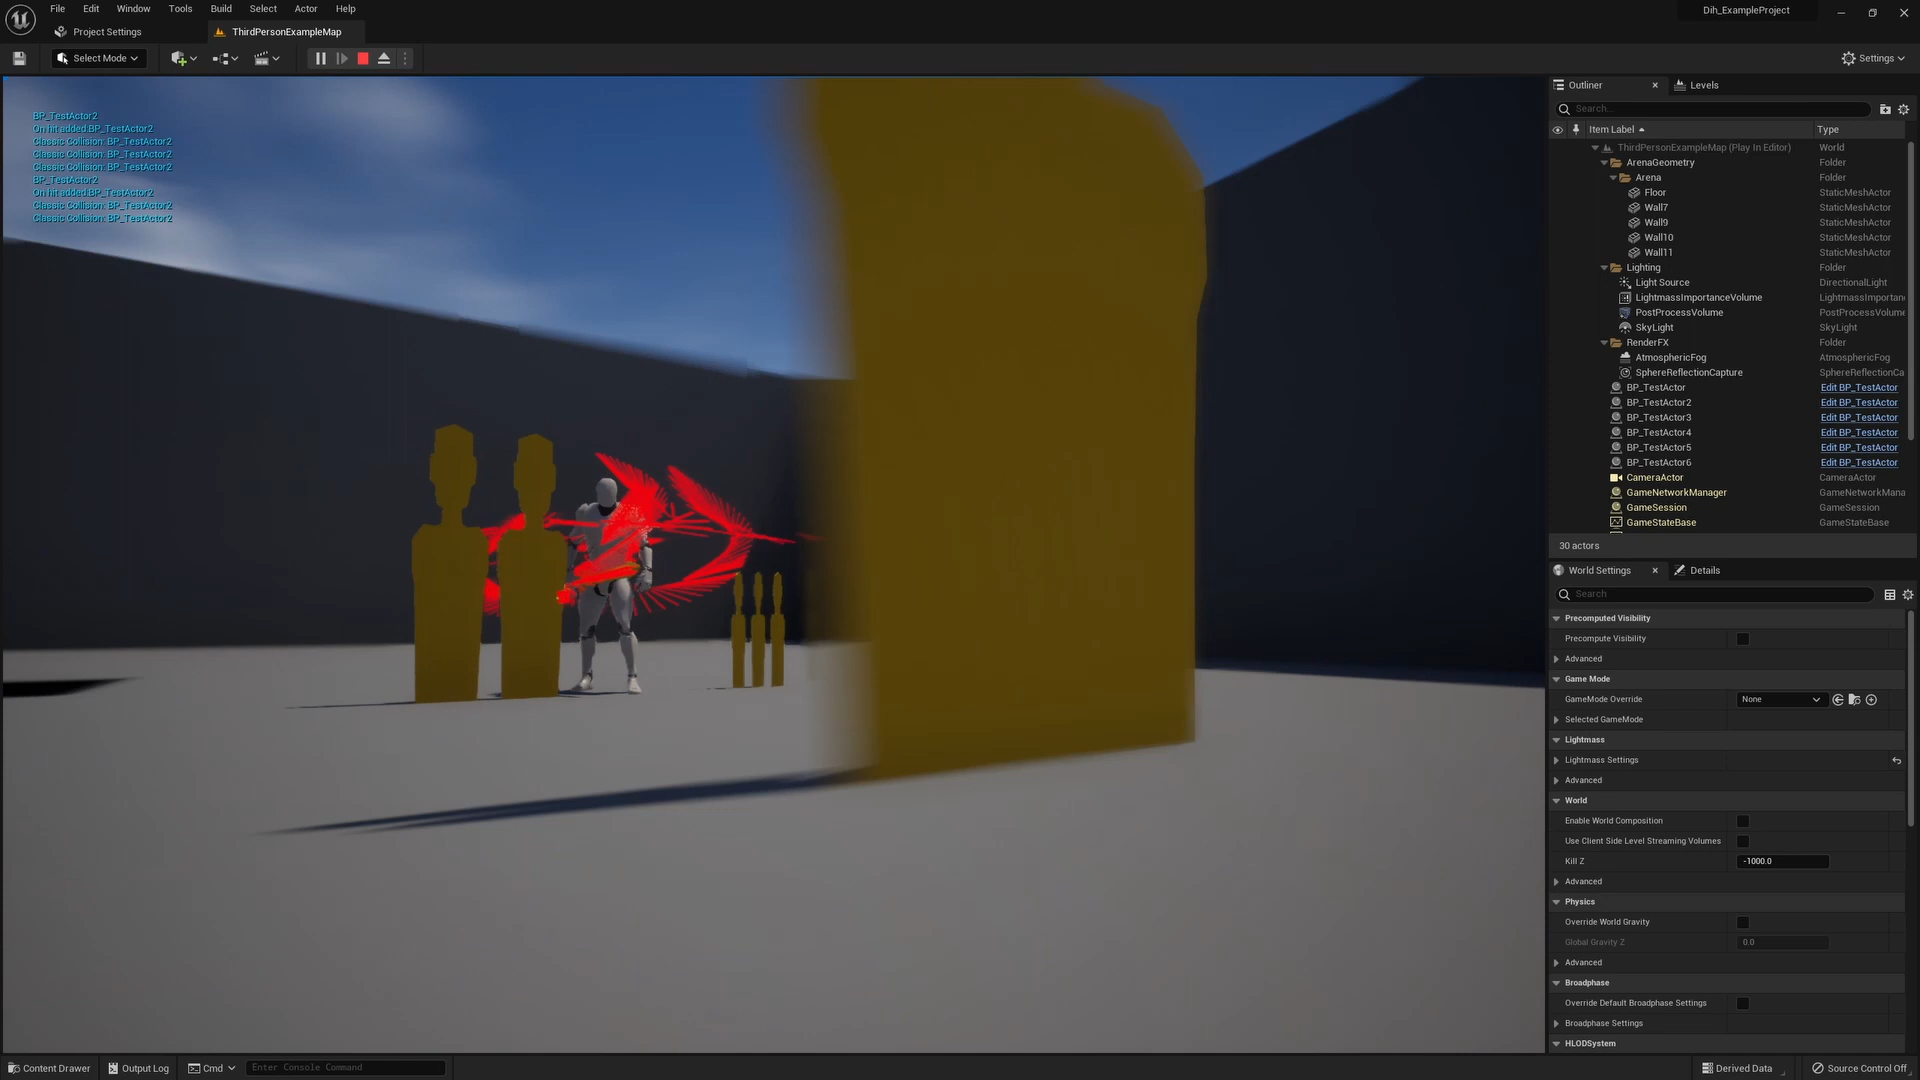 File Edit Window Tools Build Select Actor Help
Dih_ExampleProject
Project Settings
ThirdPersonExampleMap
Select Mode
Settings
BP_TestActor2
On hit added:BP_TestActor2
Classic Collision: BP_TestActor2
Classic Collision: BP_TestActor2
Classic Collision: BP_TestActor2
BP_TestActor2
On hit added:BP_TestActor2
Classic Collision: BP_TestActor2
Classic Collision: BP_TestActor2
Outliner
Levels
Search...
Item Label Type
ThirdPersonExampleMap (Play In Editor) World
ArenaGeometry Folder
Arena Folder
Floor StaticMeshActor
Wall7 StaticMeshActor
Wall9 StaticMeshActor
Wall10 StaticMeshActor
Wall11 StaticMeshActor
Lighting Folder
Light Source DirectionalLight
LightmassImportanceVolume LightmassImportan
PostProcessVolume PostProcessVolume
SkyLight SkyLight
RenderFX Folder
AtmosphericFog AtmosphericFog
SphereReflectionCapture SphereReflectionCa
BP_TestActor Edit BP_TestActor
BP_TestActor2 Edit BP_TestActor
BP_TestActor3 Edit BP_TestActor
BP_TestActor4 Edit BP_TestActor
BP_TestActor5 Edit BP_TestActor
BP_TestActor6 Edit BP_TestActor
CameraActor CameraActor
GameNetworkManager GameNetworkMana
GameSession GameSession
GameStateBase GameStateBase
30 actors
World Settings
Details
Search
Precomputed Visibility
Precompute Visibility
Advanced
Game Mode
GameMode Override None
Selected GameMode
Lightmass
Lightmass Settings
Advanced
World
Enable World Composition
Use Client Side Level Streaming Volumes
Kill Z -1000.0
Advanced
Physics
Override World Gravity
Global Gravity Z 0.0
Advanced
Broadphase
Override Default Broadphase Settings
Broadphase Settings
HLODSystem
Content Drawer
Output Log
Cmd
Enter Console Command
Derived Data
Source Control Off